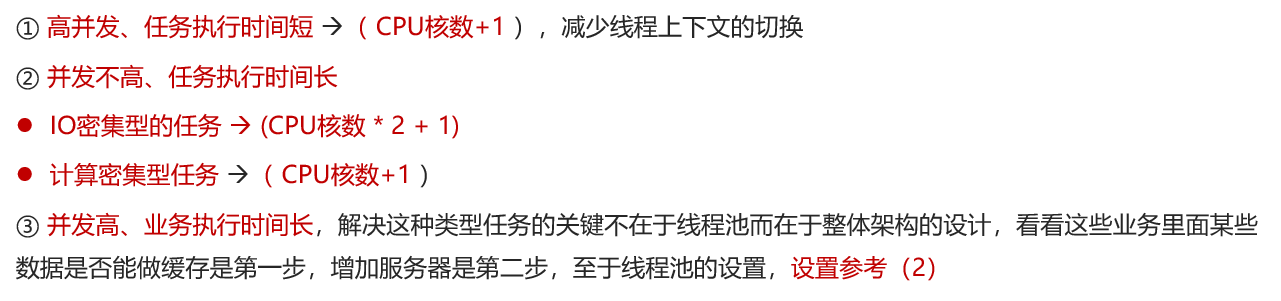 ① 高并发、任务执行时间短 → ( CPU核数+1 ) ，减少线程上下文的切换
② 并发不高、任务执行时间长
● IO密集型的任务 → (CPU核数 * 2 + 1)
● 计算密集型任务 → ( CPU核数+1 )
③ 并发高、业务执行时间长，解决这种类型任务的关键不在于线程池而在于整体架构的设计，看看这些业务里面某些
数据是否能做缓存是第一步，增加服务器是第二步，至于线程池的设置，设置参考（2）